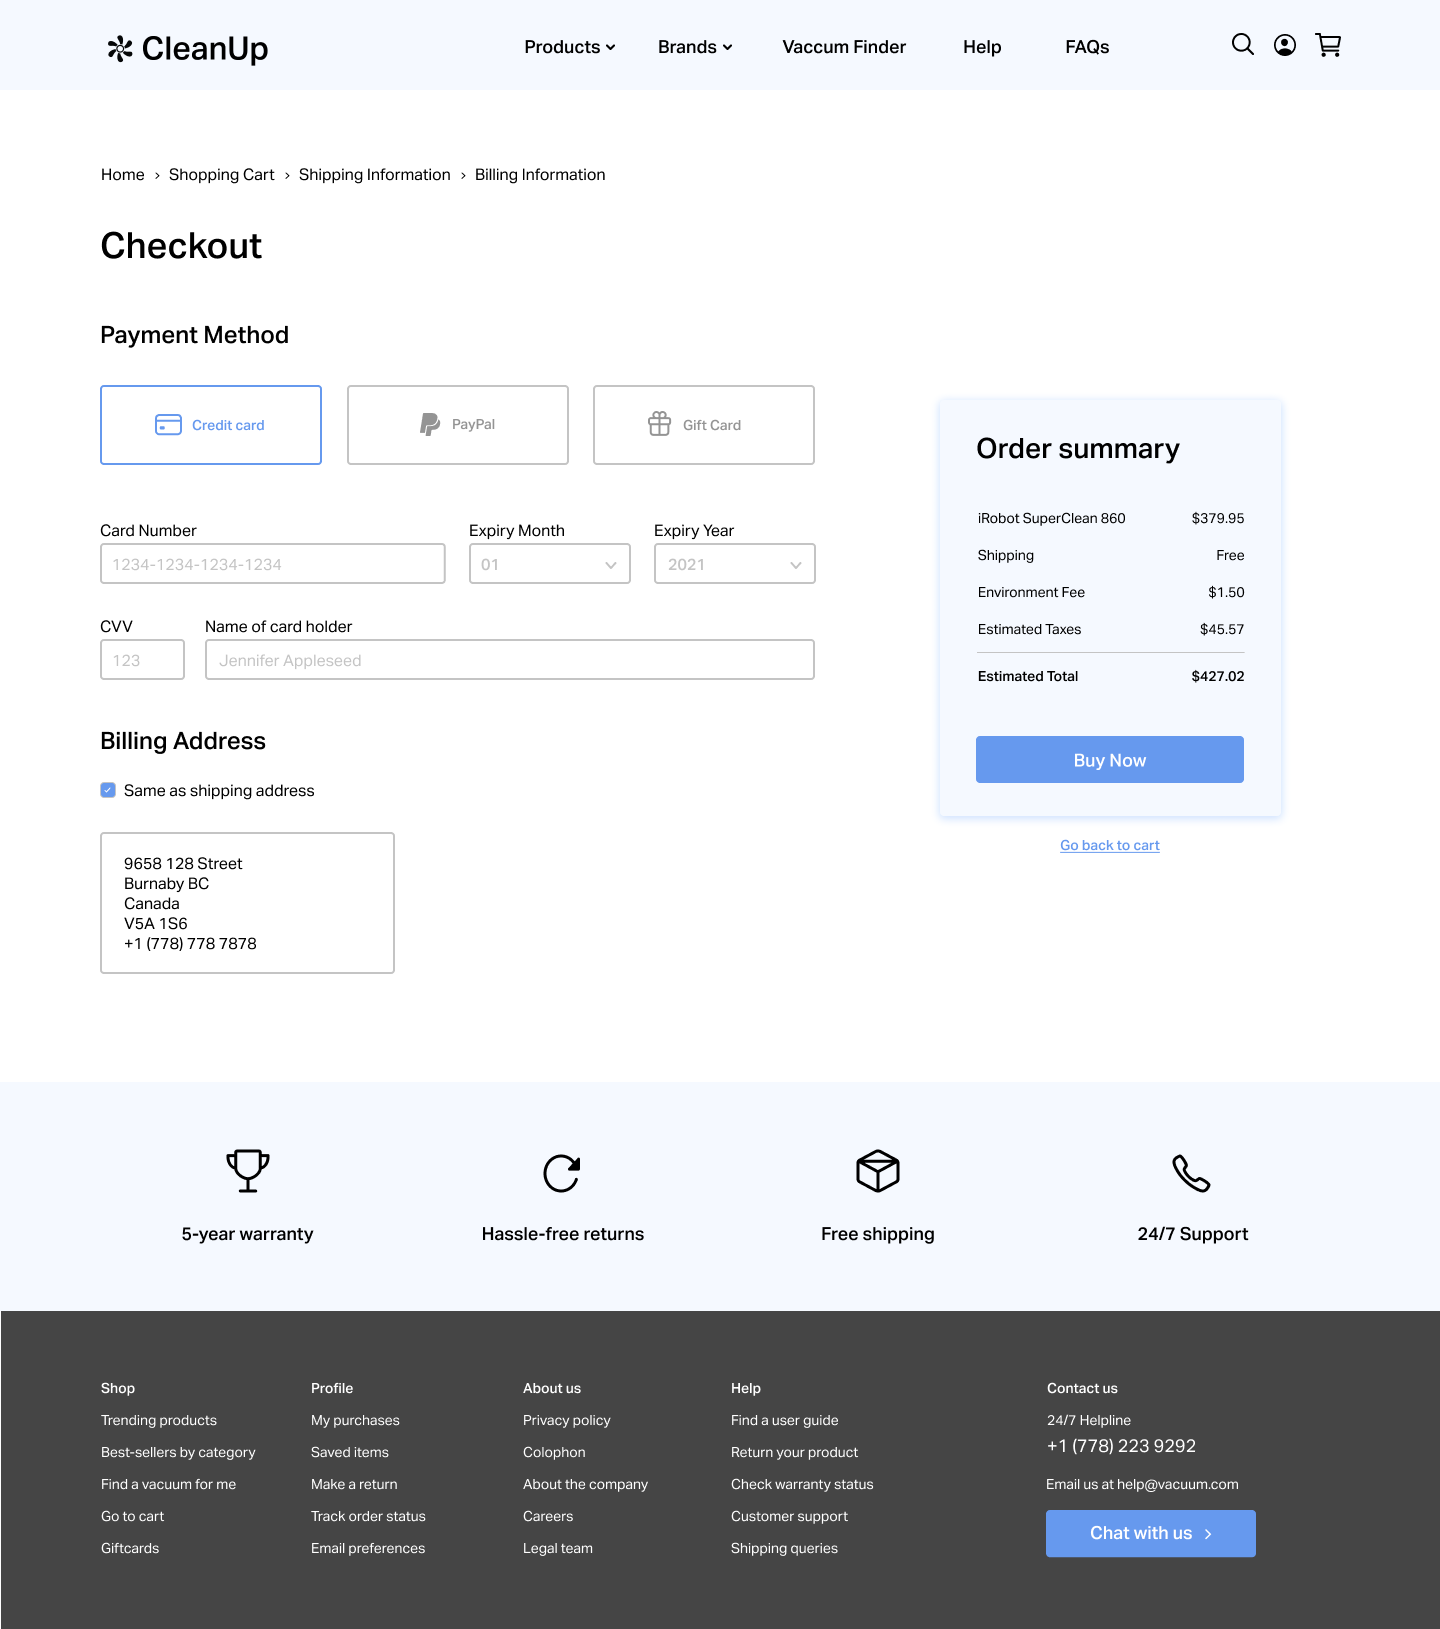 CleanUp
Products
Brands
Vaccum Finder
Help
FAQs
Home › Shopping Cart › Shipping Information › Billing Information
Checkout
Payment Method
Credit card
PayPal
Gift Card
Card Number
Expiry Month
Expiry Year
1234-1234-1234-1234
01
2021
CVV
Name of card holder
123
Jennifer Appleseed
Billing Address
Same as shipping address
9658 128 Street
Burnaby BC
Canada
V5A 1S6
+1 (778) 778 7878
Order summary
iRobot SuperClean 860 $379.95
Shipping Free
Environment Fee $1.50
Estimated Taxes $45.57
Estimated Total $427.02
Buy Now
Go back to cart
5-year warranty
Hassle-free returns
Free shipping
24/7 Support
Shop
Trending products
Best-sellers by category
Find a vacuum for me
Go to cart
Giftcards
Profile
My purchases
Saved items
Make a return
Track order status
Email preferences
About us
Privacy policy
Colophon
About the company
Careers
Legal team
Help
Find a user guide
Return your product
Check warranty status
Customer support
Shipping queries
Contact us
24/7 Helpline
+1 (778) 223 9292
Email us at help@vacuum.com
Chat with us ›